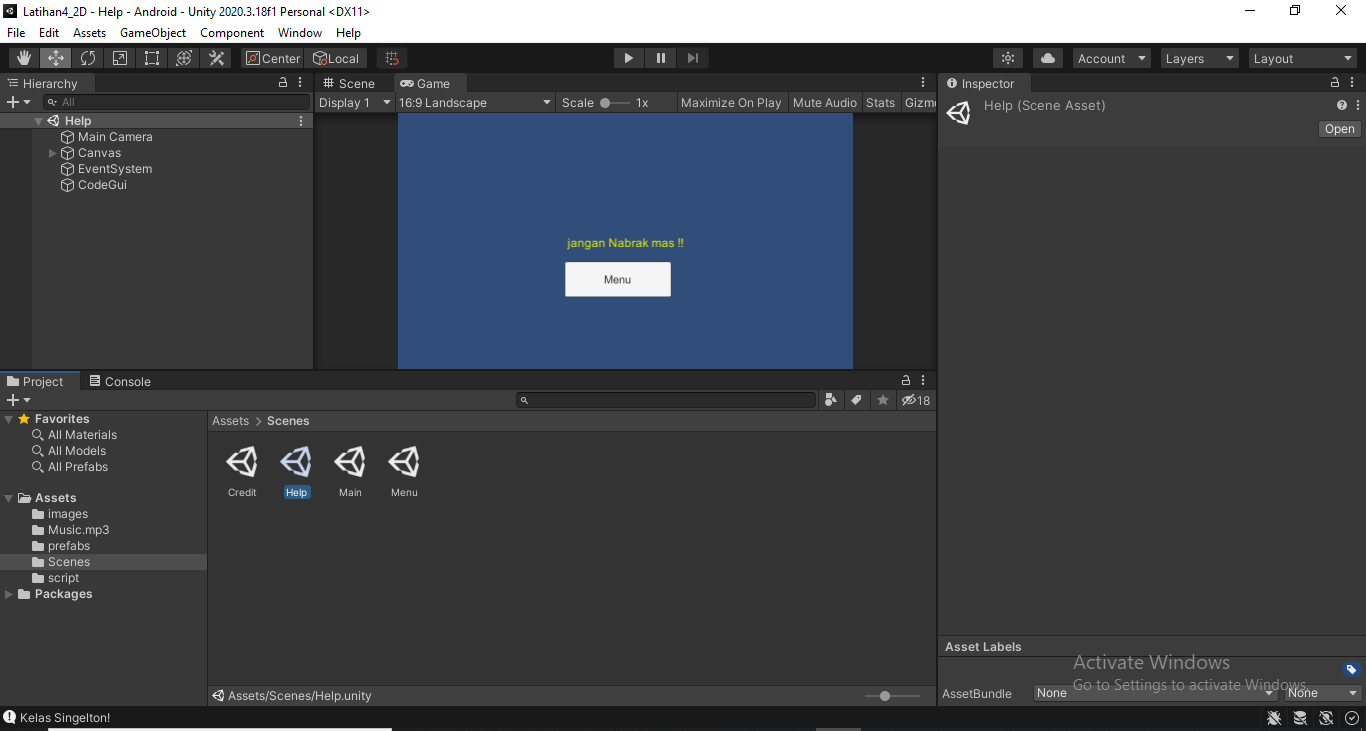 Latihan4_2D - Help - Android - Unity 2020.3.18f1 Personal <DX11>
File Edit Assets GameObject Component Window Help
Center Local Account Layers Layout
Hierarchy
All
Help
Main Camera
Canvas
EventSystem
CodeGui
Scene Game
Display 1 16:9 Landscape Scale 1x Maximize On Play Mute Audio Stats Gizm
jangan Nabrak mas !!
Menu
Inspector
Help (Scene Asset)
Open
Project Console
18
Favorites
All Materials
All Models
All Prefabs
Assets
images
Music.mp3
prefabs
Scenes
script
Packages
Assets > Scenes
Credit Help Main Menu
Assets/Scenes/Help.unity
Asset Labels
Activate Windows
Go to Settings to activate Windows.
AssetBundle None None
Kelas Singelton!